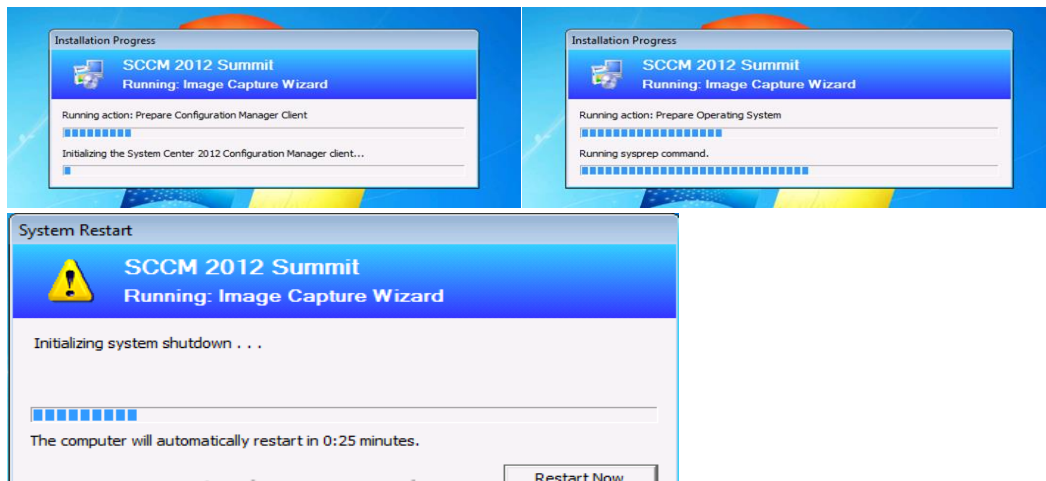 Installation Progress
SCCM 2012 Summit
Running: Image Capture Wizard
Running action: Prepare Configuration Manager Client
Initializing the System Center 2012 Configuration Manager client...
Installation Progress
SCCM 2012 Summit
Running: Image Capture Wizard
Running action: Prepare Operating System
Running sysprep command.
System Restart
SCCM 2012 Summit
Running: Image Capture Wizard
Initializing system shutdown . . .
The computer will automatically restart in 0:25 minutes.
Restart Now